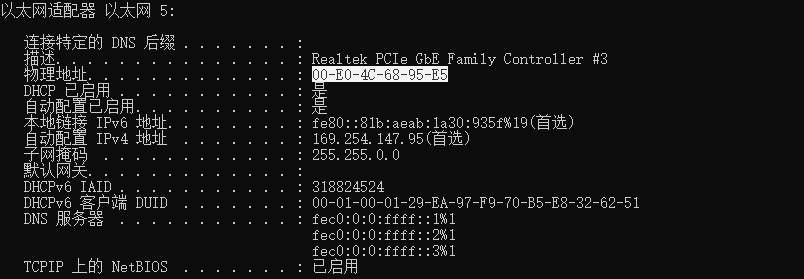 以太网适配器 以太网 5:
连接特定的 DNS 后缀 . . . . . . . :
描述. . . . . . . . . . . . . . . : Realtek PCIe GbE Family Controller #3
物理地址. . . . . . . . . . . . . : 00-E0-4C-68-95-E5
DHCP 已启用 . . . . . . . . . . . : 是
自动配置已启用. . . . . . . . . . : 是
本地链接 IPv6 地址. . . . . . . . : fe80::81b:aeab:1a30:935f%19(首选)
自动配置 IPv4 地址 . . . . . . . : 169.254.147.95(首选)
子网掩码 . . . . . . . . . . . . : 255.255.0.0
默认网关. . . . . . . . . . . . . :
DHCPv6 IAID . . . . . . . . . . . : 318824524
DHCPv6 客户端 DUID . . . . . . . : 00-01-00-01-29-EA-97-F9-70-B5-E8-32-62-51
DNS 服务器 . . . . . . . . . . . : fec0:0:0:ffff::1%1
fec0:0:0:ffff::2%1
fec0:0:0:ffff::3%1
TCPIP 上的 NetBIOS . . . . . . . : 已启用